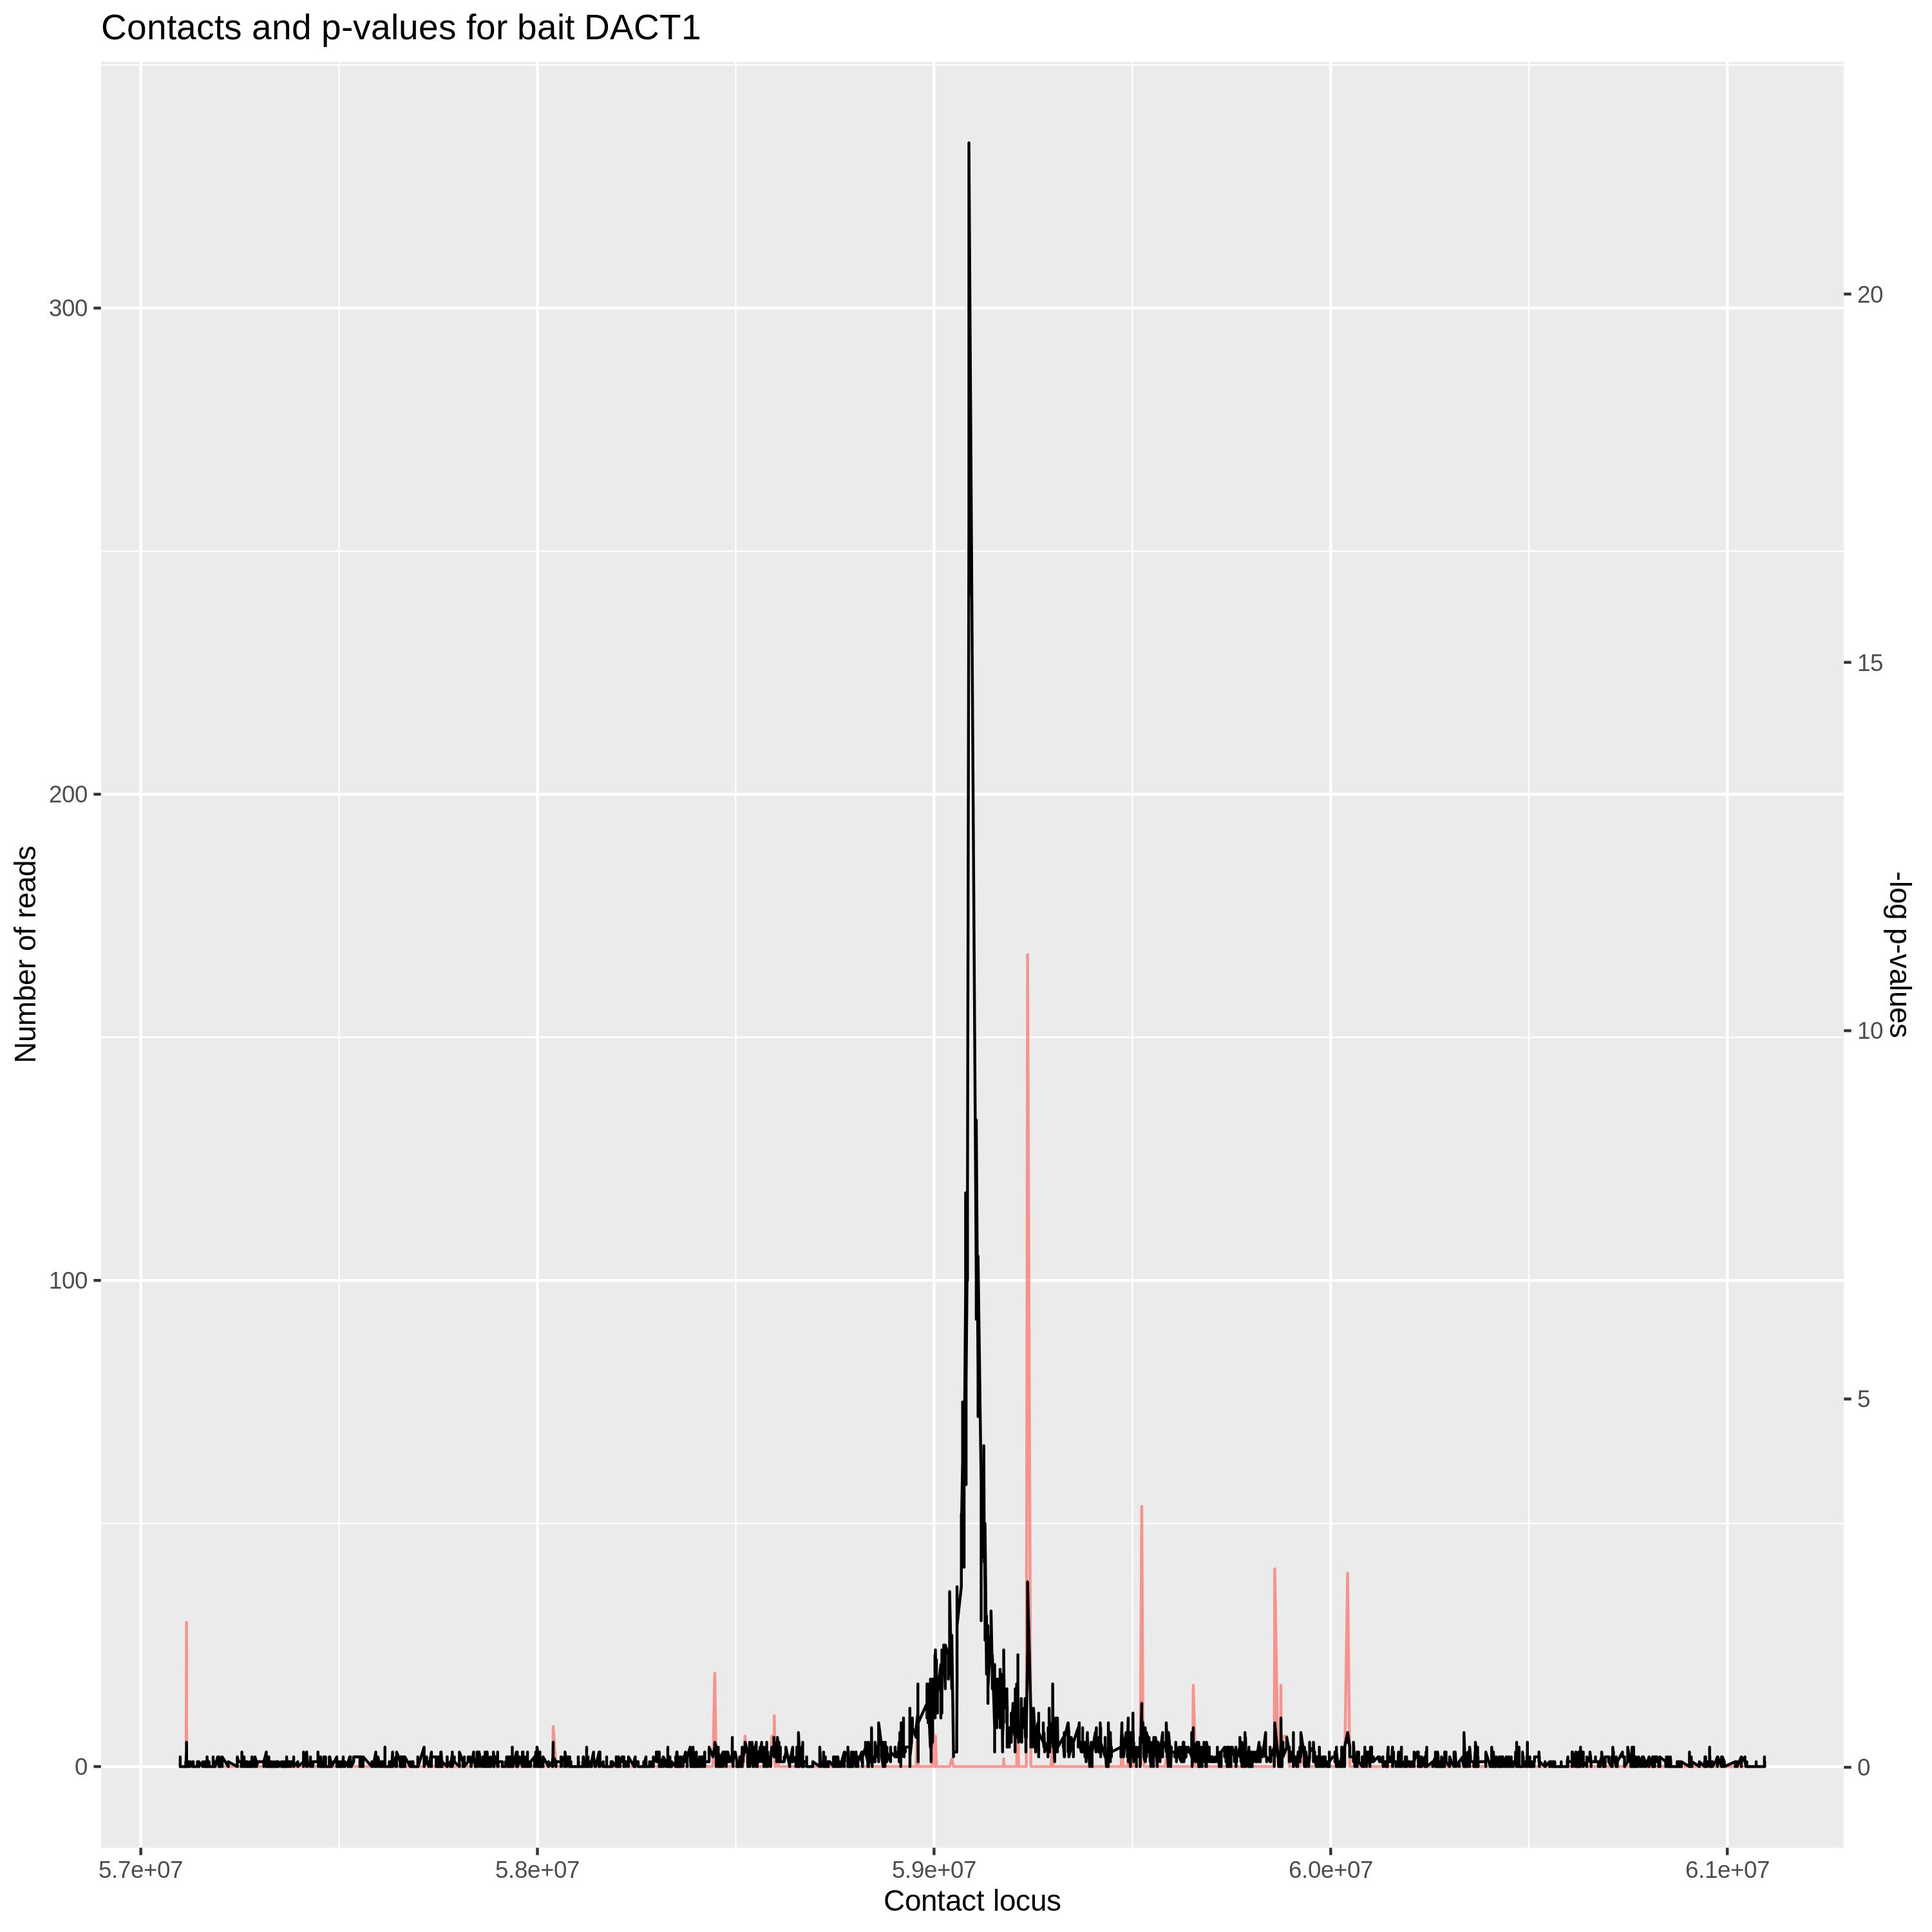 Contacts and p-values for bait DACT1
300
200
100
0
Number of reads
20
15
10
5
0
-log p-values
5.7e+07
5.8e+07
5.9e+07
6.0e+07
6.1e+07
Contact locus